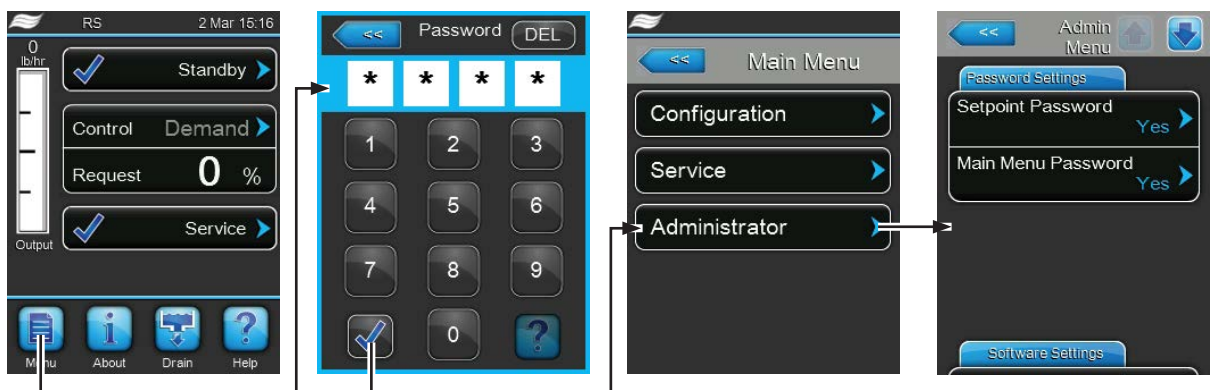 RS 2 Mar 15:16
0
lb/hr
Standby
Control Demand
Request 0 %
Service
Output
Menu About Drain Help
<< Password DEL
* * * *
1 2 3
4 5 6
7 8 9
0 ?
<< Main Menu
Configuration
Service
Administrator
<< Admin
Menu
Password Settings
Setpoint Password
Yes
Main Menu Password
Yes
Software Settings